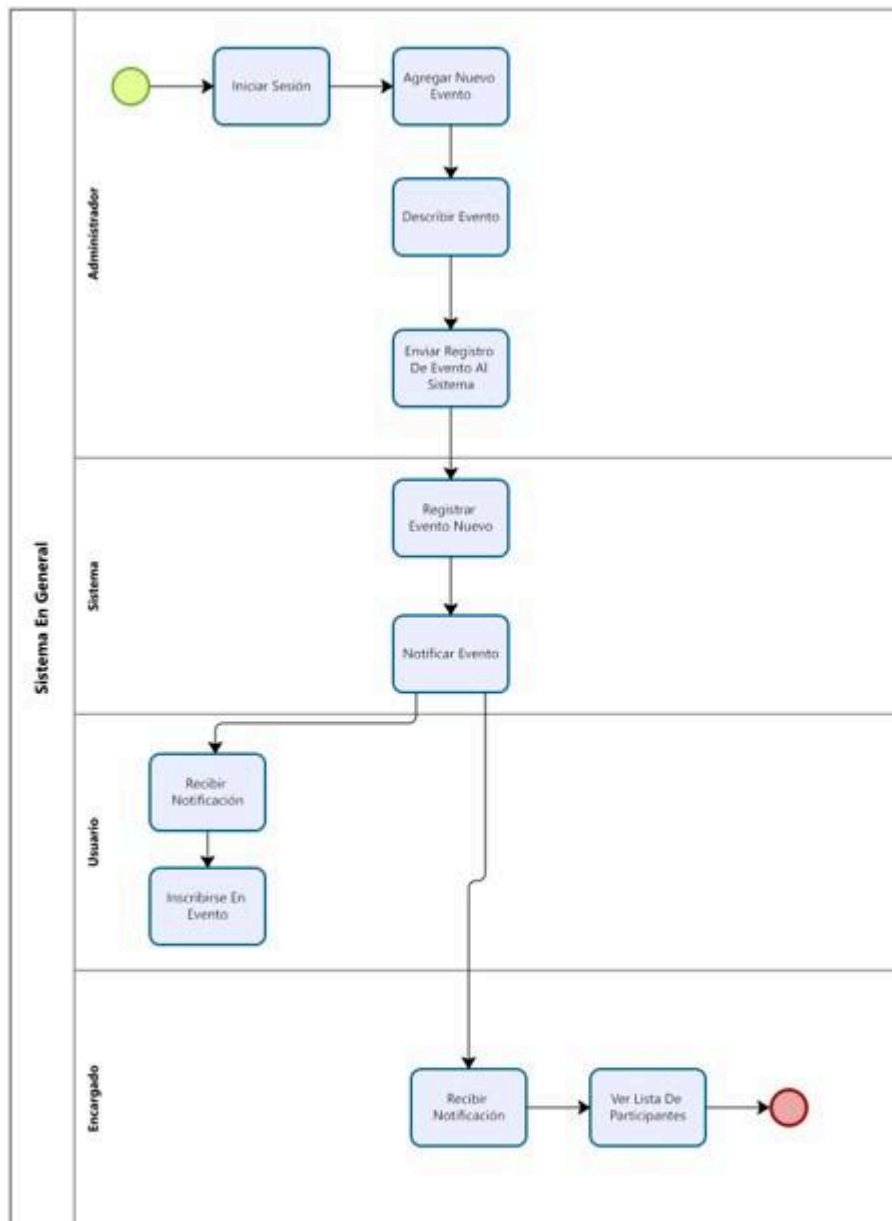 Sistema En General
Administrador
Iniciar Sesión
Agregar Nuevo
Evento
Describir Evento
Enviar Registro
De Evento Al
Sistema
Sistema
Registrar
Evento Nuevo
Notificar Evento
Usuario
Recibir
Notificación
Inscribirse En
Evento
Encargado
Recibir
Notificación
Ver Lista De
Participantes